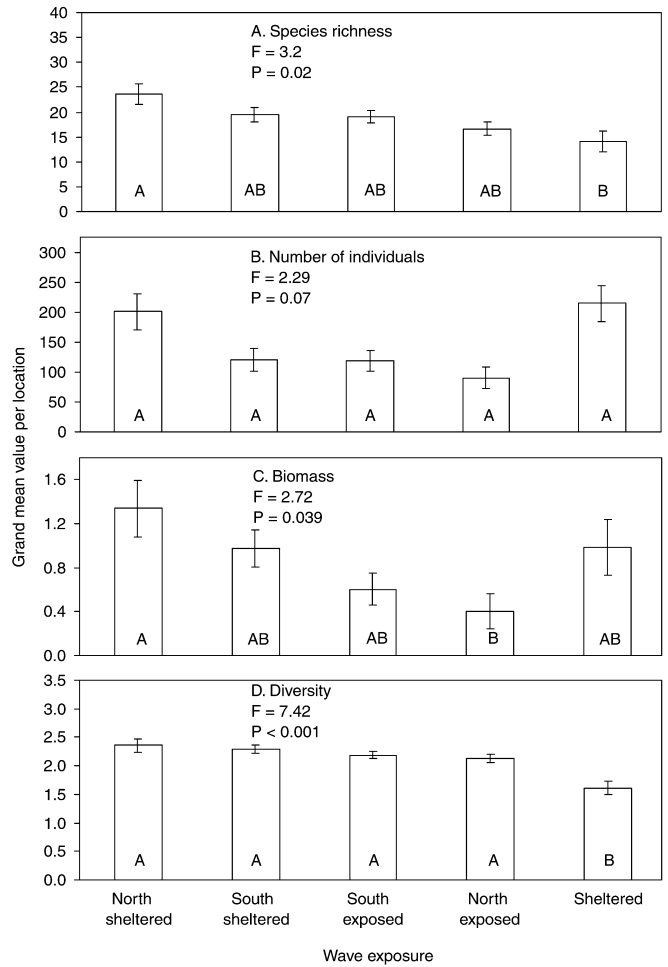 A. Species richness
F = 3.2
P = 0.02
40
35
30
25
20
15
10
5
0
A AB AB AB B
B. Number of individuals
F = 2.29
P = 0.07
300
250
200
150
100
50
0
A A A A A
Grand mean value per location
C. Biomass
F = 2.72
P = 0.039
1.6
1.2
0.8
0.4
0.0
A AB AB B AB
D. Diversity
F = 7.42
P < 0.001
3.5
3.0
2.5
2.0
1.5
1.0
0.5
0.0
A A A A B
North sheltered
South sheltered
South exposed
North exposed
Sheltered
Wave exposure